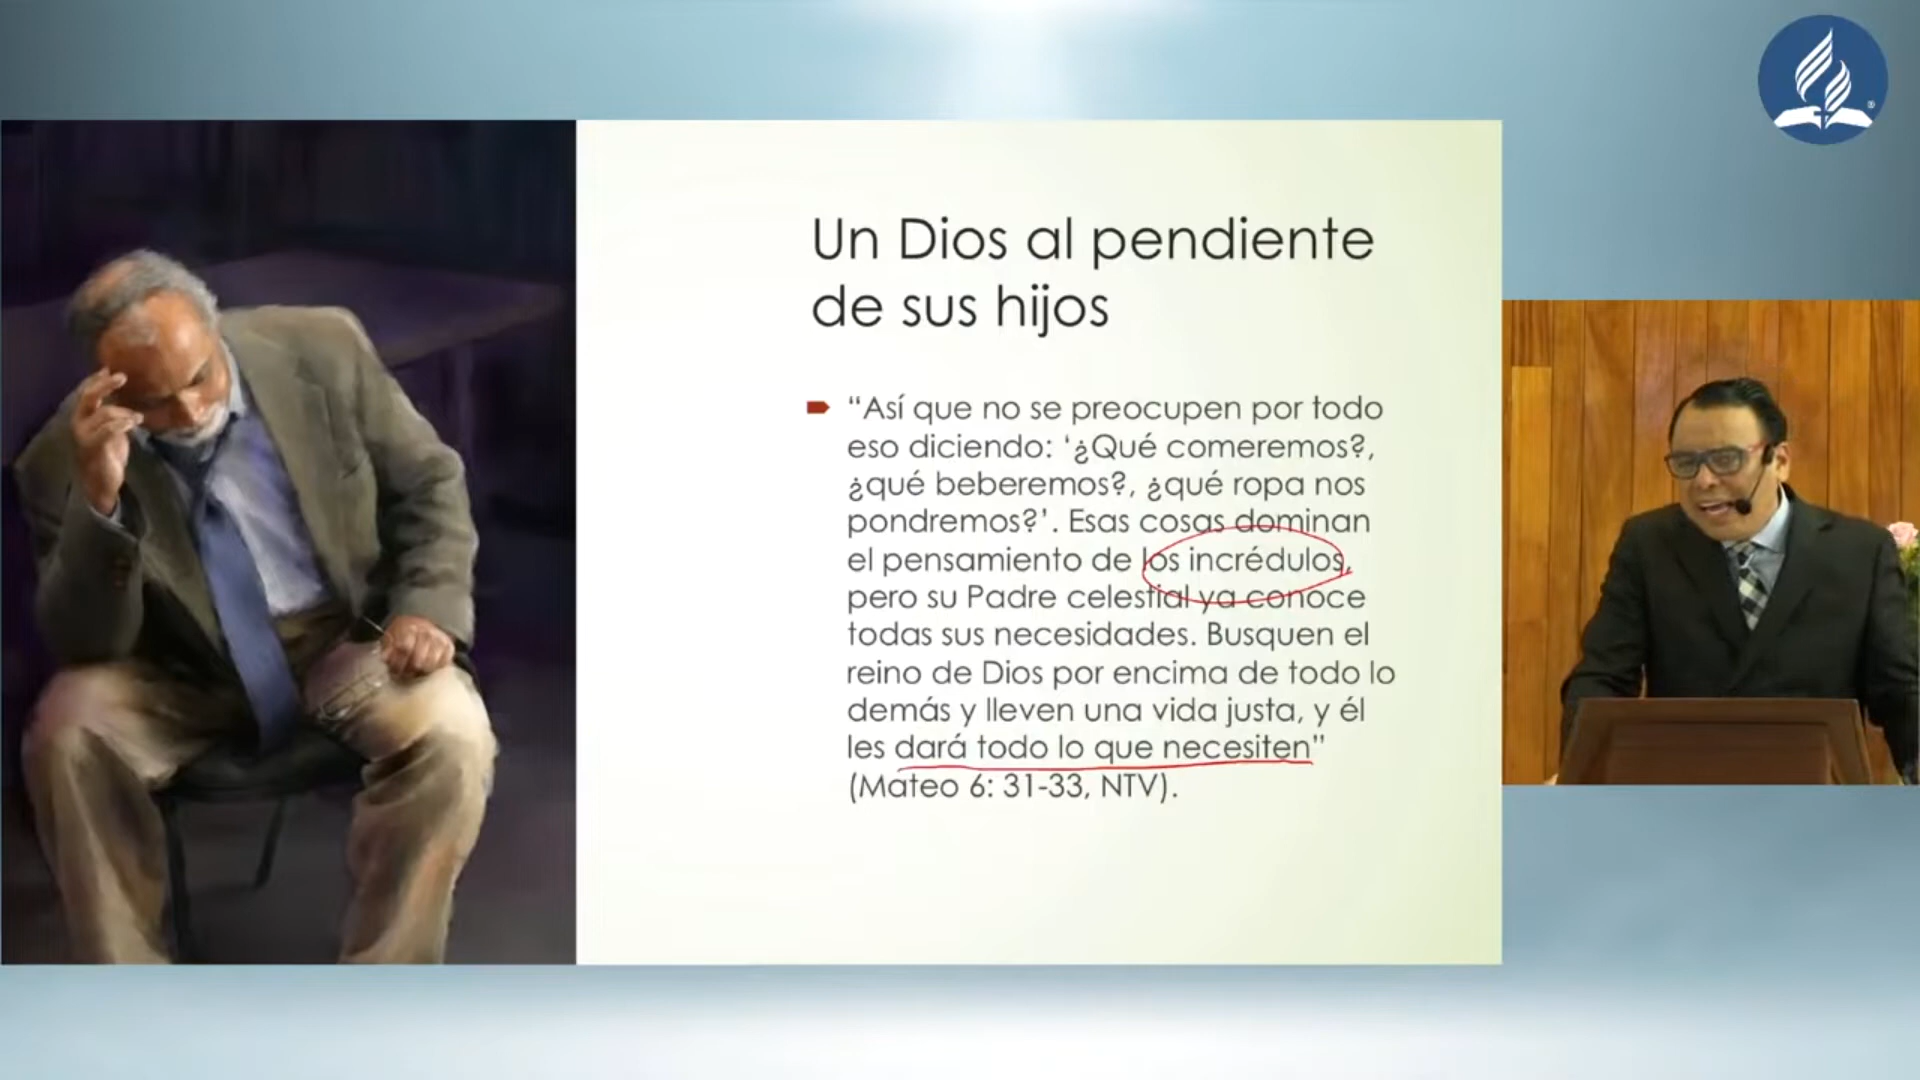 Un Dios al pendiente
de sus hijos
“Así que no se preocupen por todo
eso diciendo: ‘¿Qué comeremos?,
¿qué beberemos?, ¿qué ropa nos
pondremos?’. Esas cosas dominan
el pensamiento de los incrédulos,
pero su Padre celestial ya conoce
todas sus necesidades. Busquen el
reino de Dios por encima de todo lo
demás y lleven una vida justa, y él
les dará todo lo que necesiten”
(Mateo 6: 31-33, NTV).
®